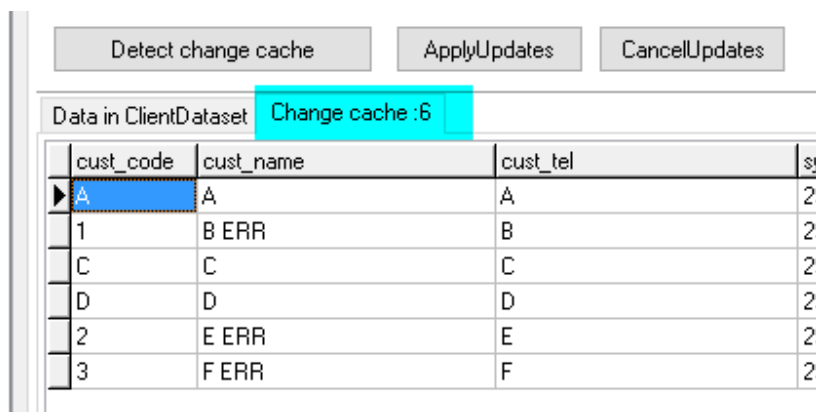 Detect change cache ApplyUpdates CancelUpdates
Data in ClientDataset Change cache :6
cust_code cust_name cust_tel
A A A
1 B ERR B
C C C
D D D
2 E ERR E
3 F ERR F